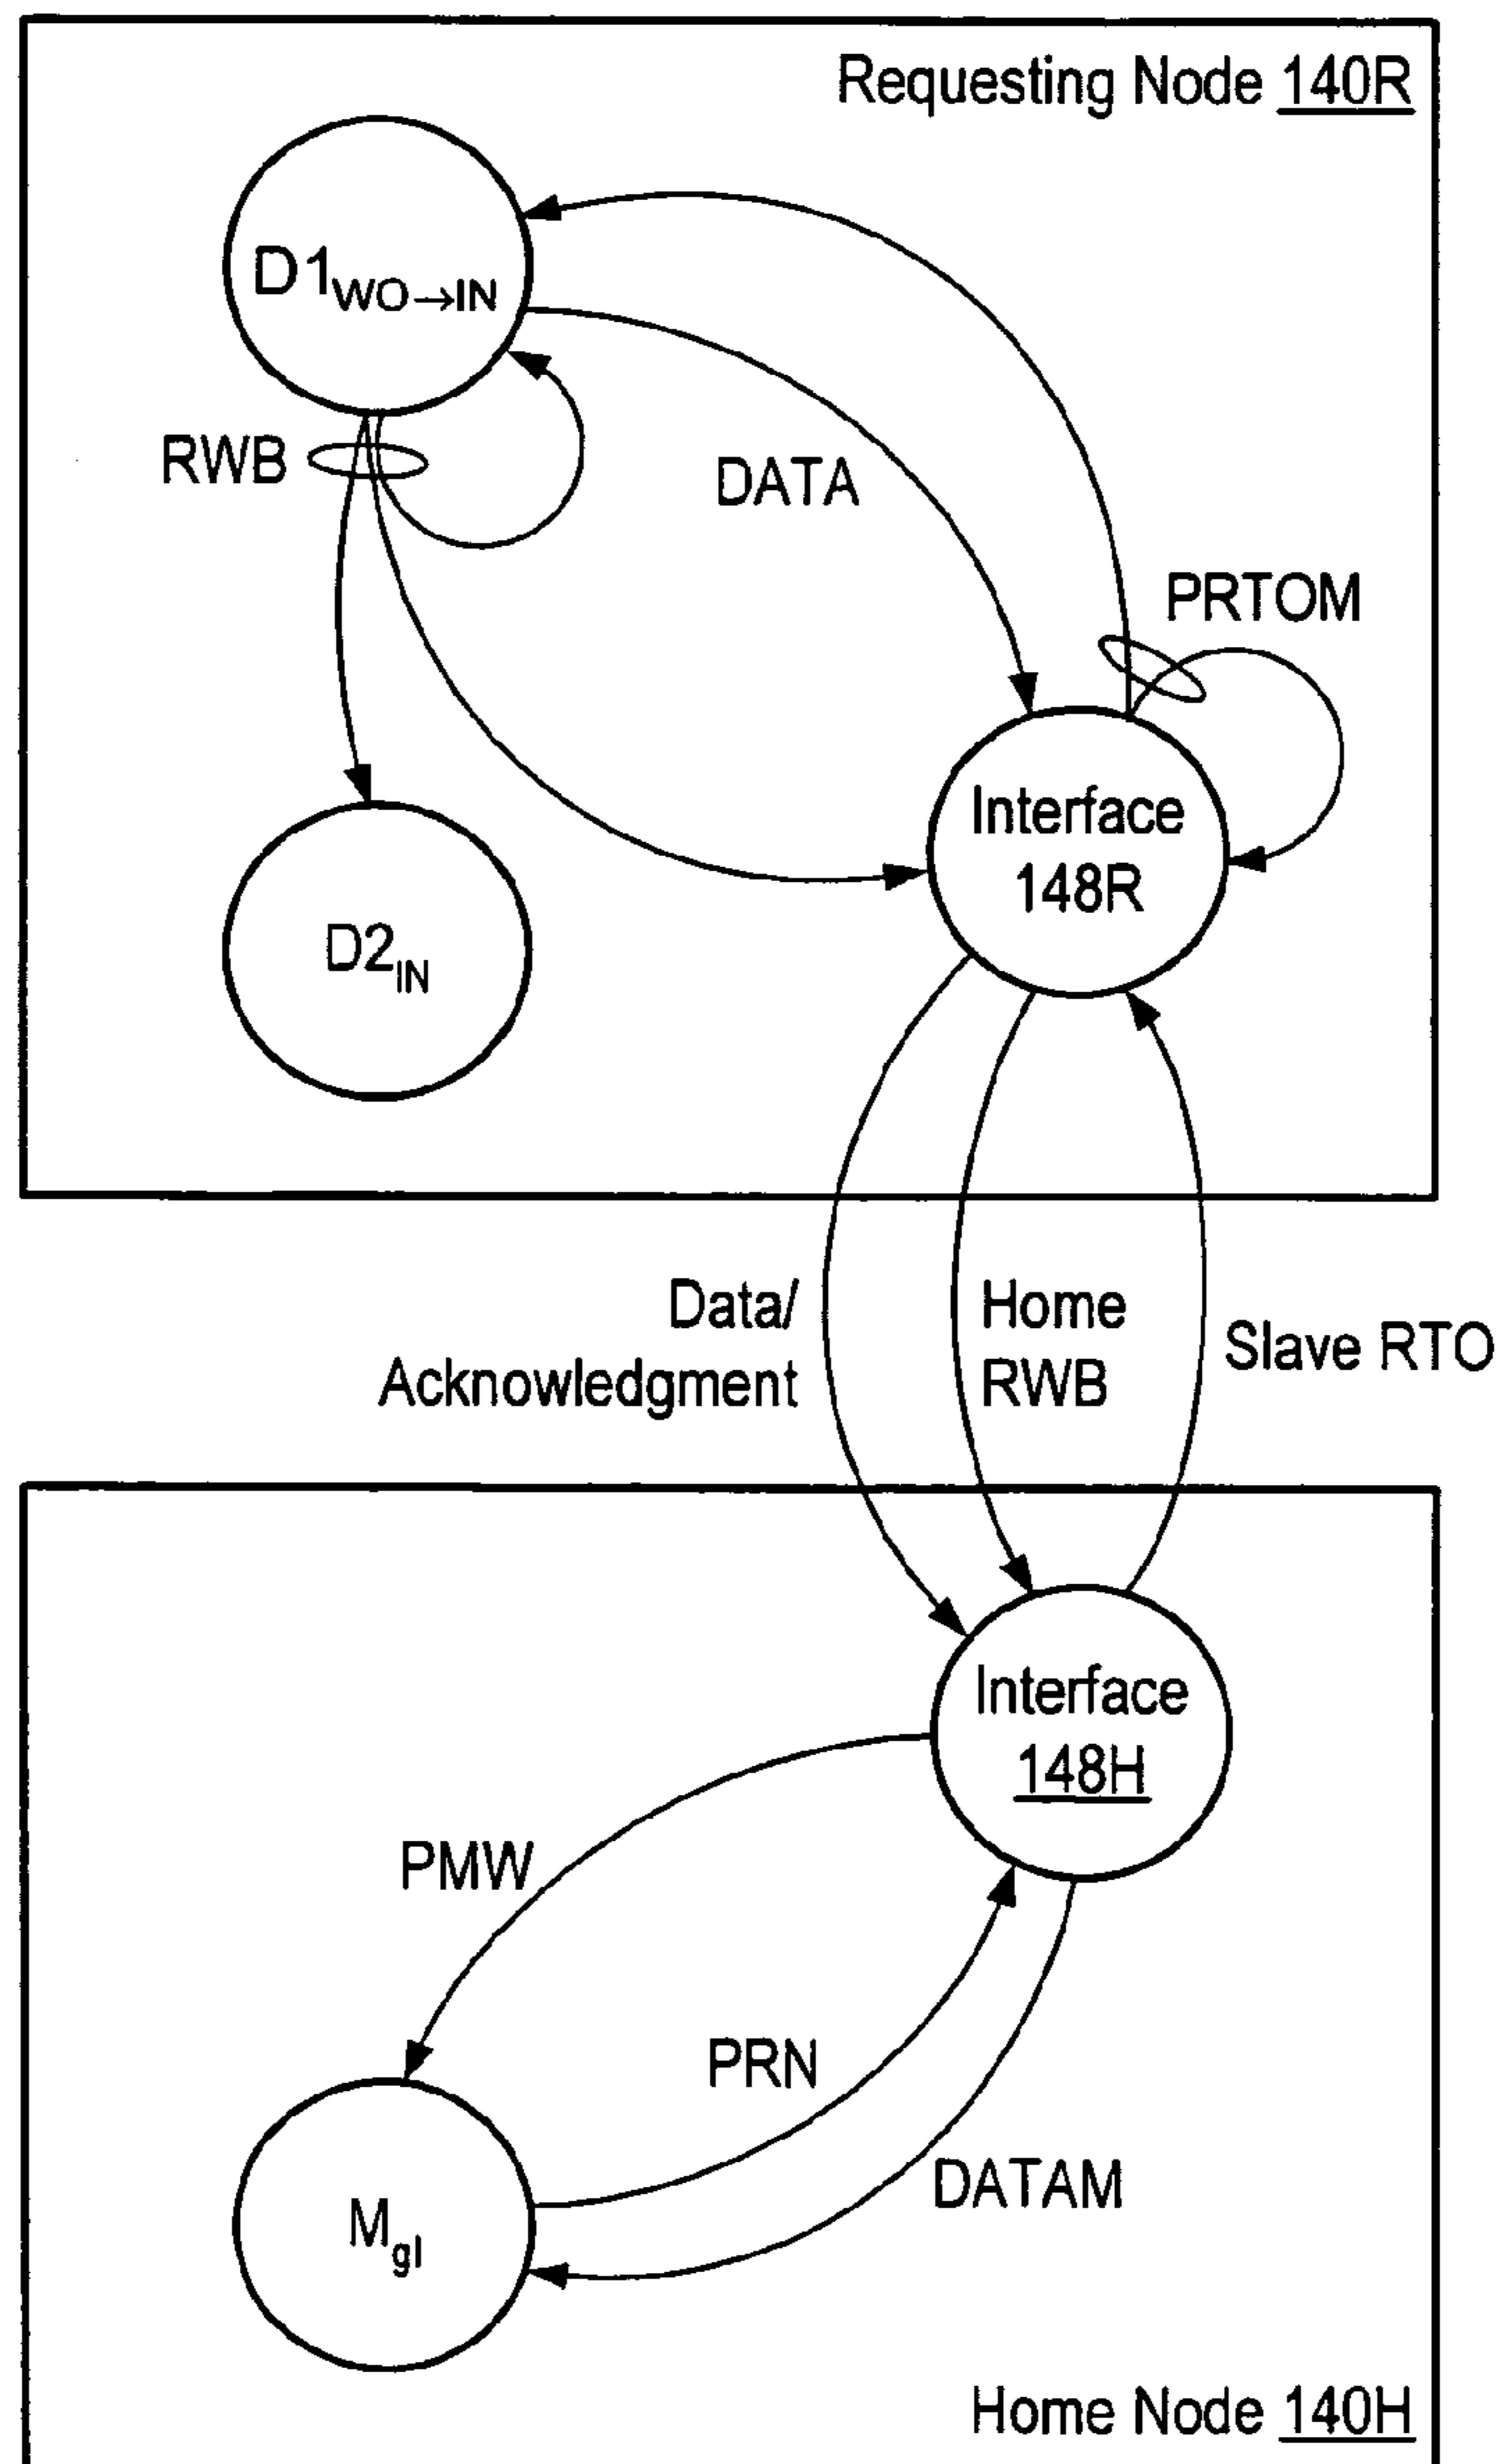 Requesting Node 140R
D1WO→IN
RWB
DATA
PRTOM
Interface
148R
D2IN
Data/
Acknowledgment
Home
RWB
Slave RTO
Interface
148H
PMW
PRN
DATAM
Mgl
Home Node 140H